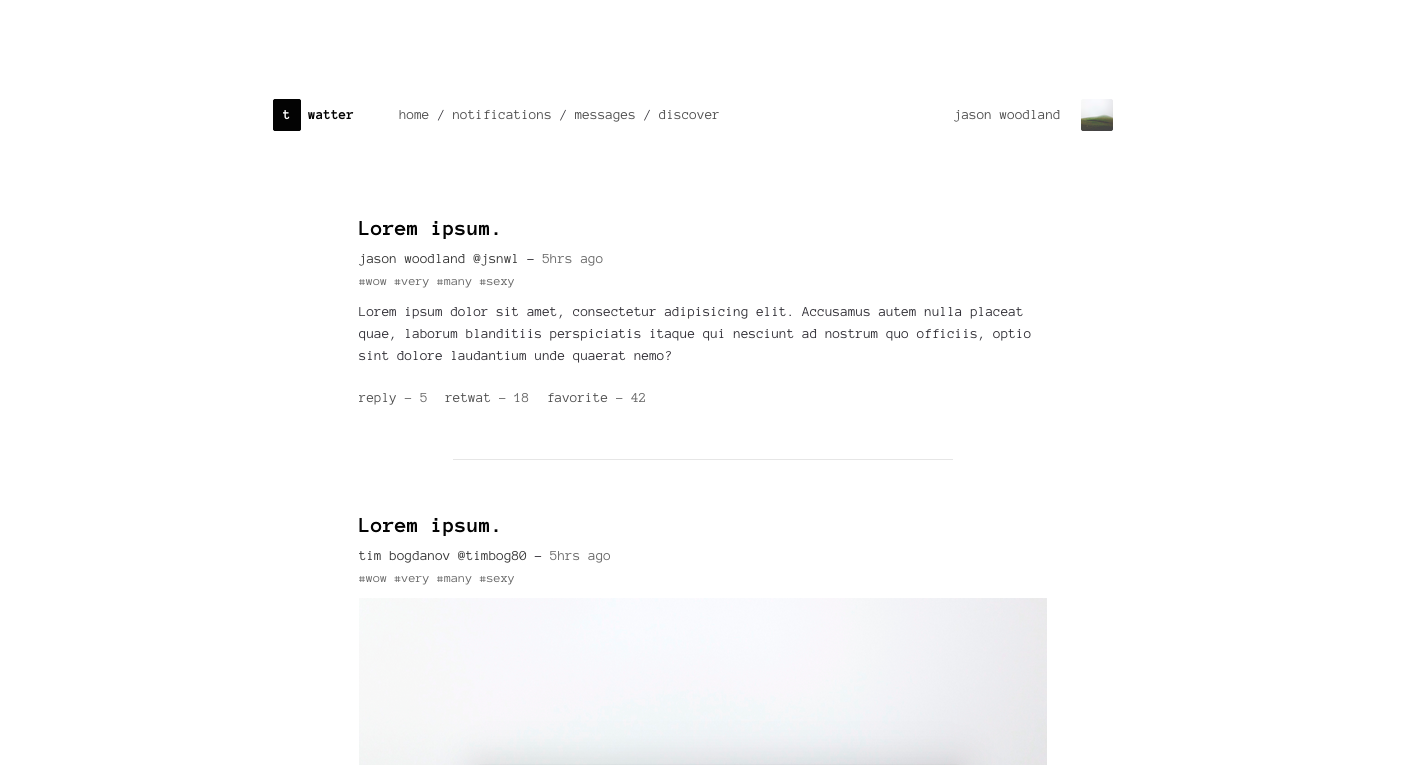 t watter home / notifications / messages / discover jason woodland
Lorem ipsum.
jason woodland @jsnwl – 5hrs ago
#wow #very #many #sexy
Lorem ipsum dolor sit amet, consectetur adipisicing elit. Accusamus autem nulla placeat
quae, laborum blanditiis perspiciatis itaque qui nesciunt ad nostrum quo officiis, optio
sint dolore laudantium unde quaerat nemo?
reply – 5 retwat – 18 favorite – 42
Lorem ipsum.
tim bogdanov @timbog80 – 5hrs ago
#wow #very #many #sexy